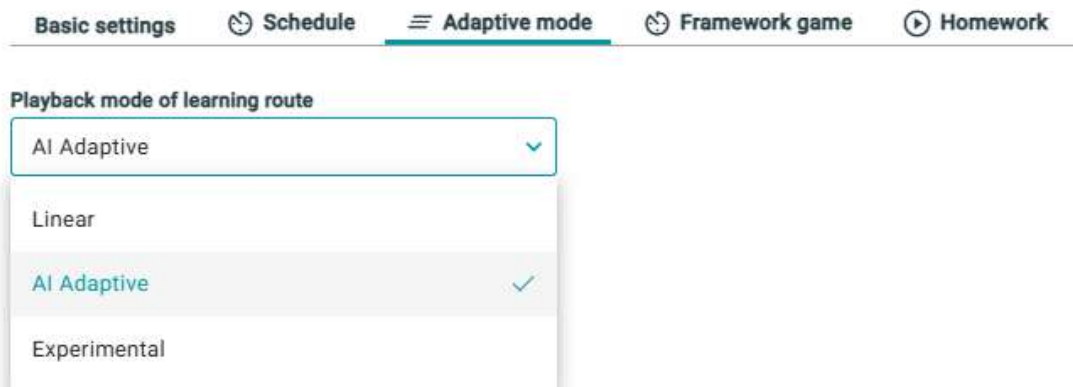 Basic settings Schedule Adaptive mode Framework game Homework
Playback mode of learning route
AI Adaptive
Linear
AI Adaptive
Experimental